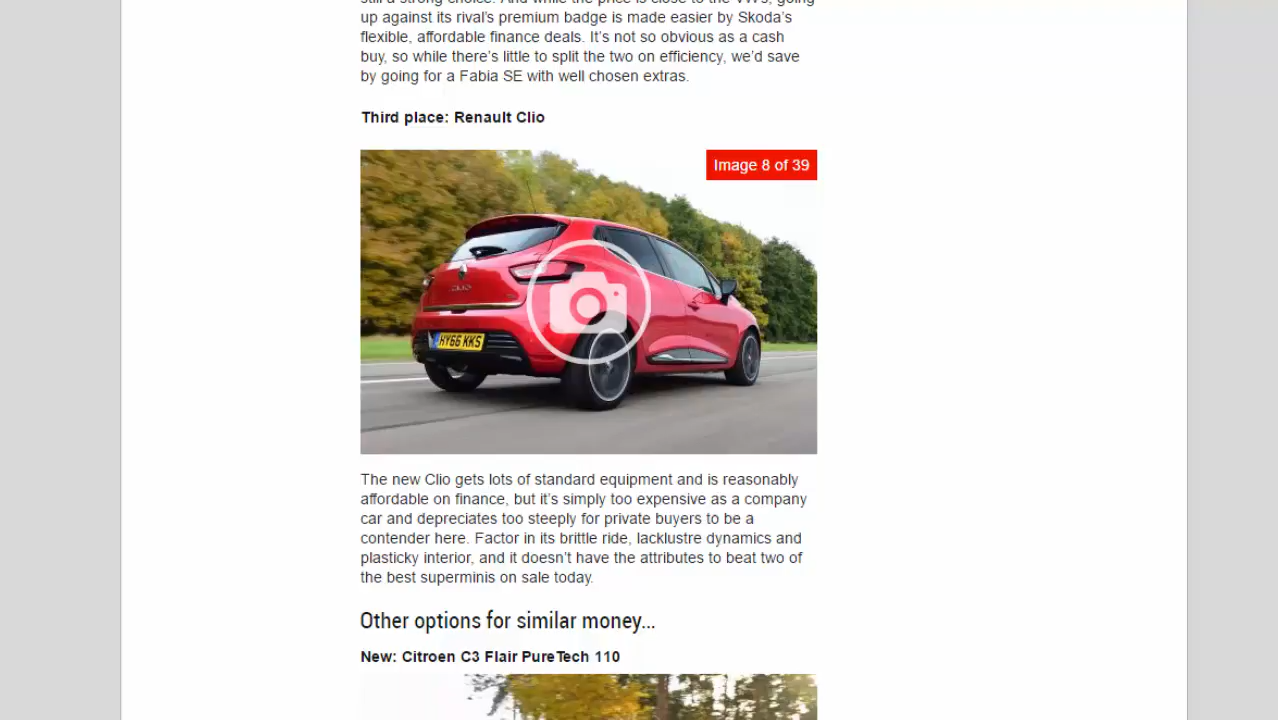 up against its rival's premium badge is made easier by Skoda's
flexible, affordable finance deals. It's not so obvious as a cash
buy, so while there's little to split the two on efficiency, we'd save
by going for a Fabia SE with well chosen extras.
Third place: Renault Clio
Image 8 of 39
CLIO
HY66 KKS
The new Clio gets lots of standard equipment and is reasonably
affordable on finance, but it's simply too expensive as a company
car and depreciates too steeply for private buyers to be a
contender here. Factor in its brittle ride, lacklustre dynamics and
plasticky interior, and it doesn't have the attributes to beat two of
the best superminis on sale today.
Other options for similar money...
New: Citroen C3 Flair PureTech 110